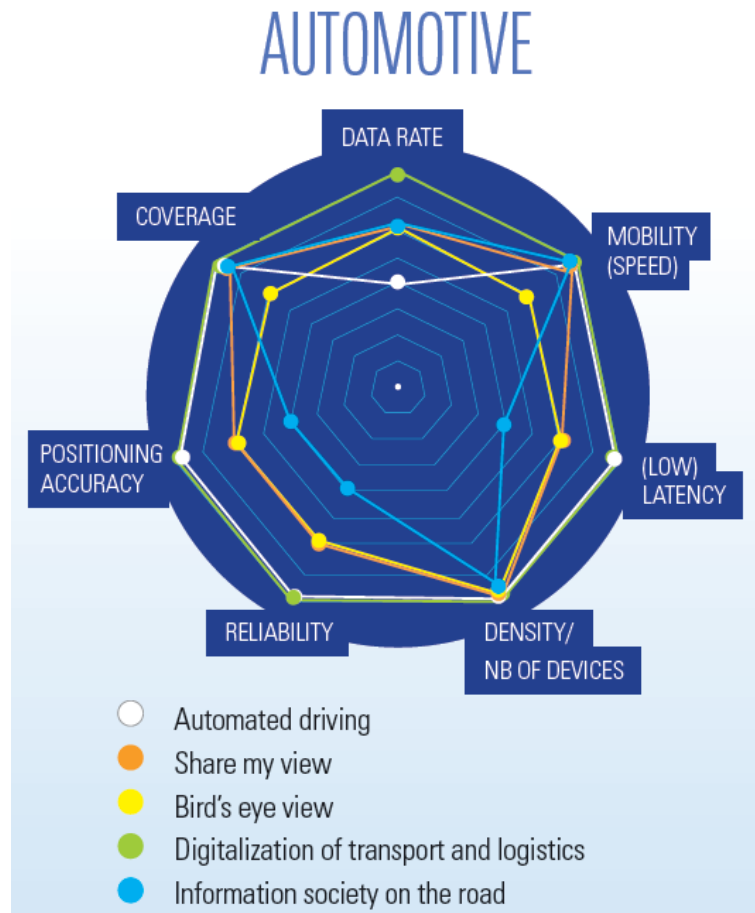 AUTOMOTIVE
DATA RATE
COVERAGE
MOBILITY
(SPEED)
POSITIONING
ACCURACY
(LOW)
LATENCY
RELIABILITY
DENSITY/
NB OF DEVICES
Automated driving
Share my view
Bird’s eye view
Digitalization of transport and logistics
Information society on the road